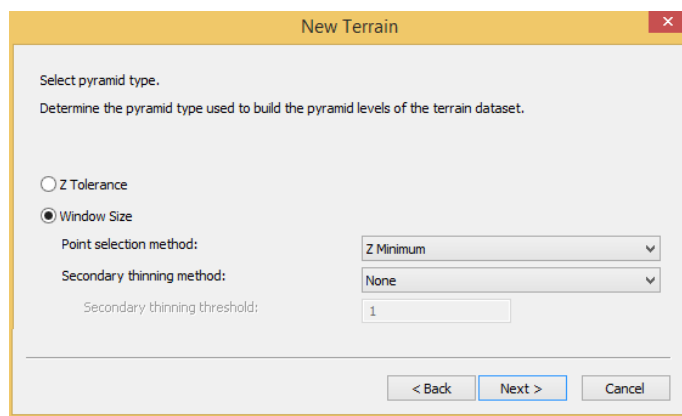 New Terrain
Select pyramid type.
Determine the pyramid type used to build the pyramid levels of the terrain dataset.
Z Tolerance
Window Size
Point selection method: Z Minimum
Secondary thinning method: None
Secondary thinning threshold: 1
< Back Next > Cancel